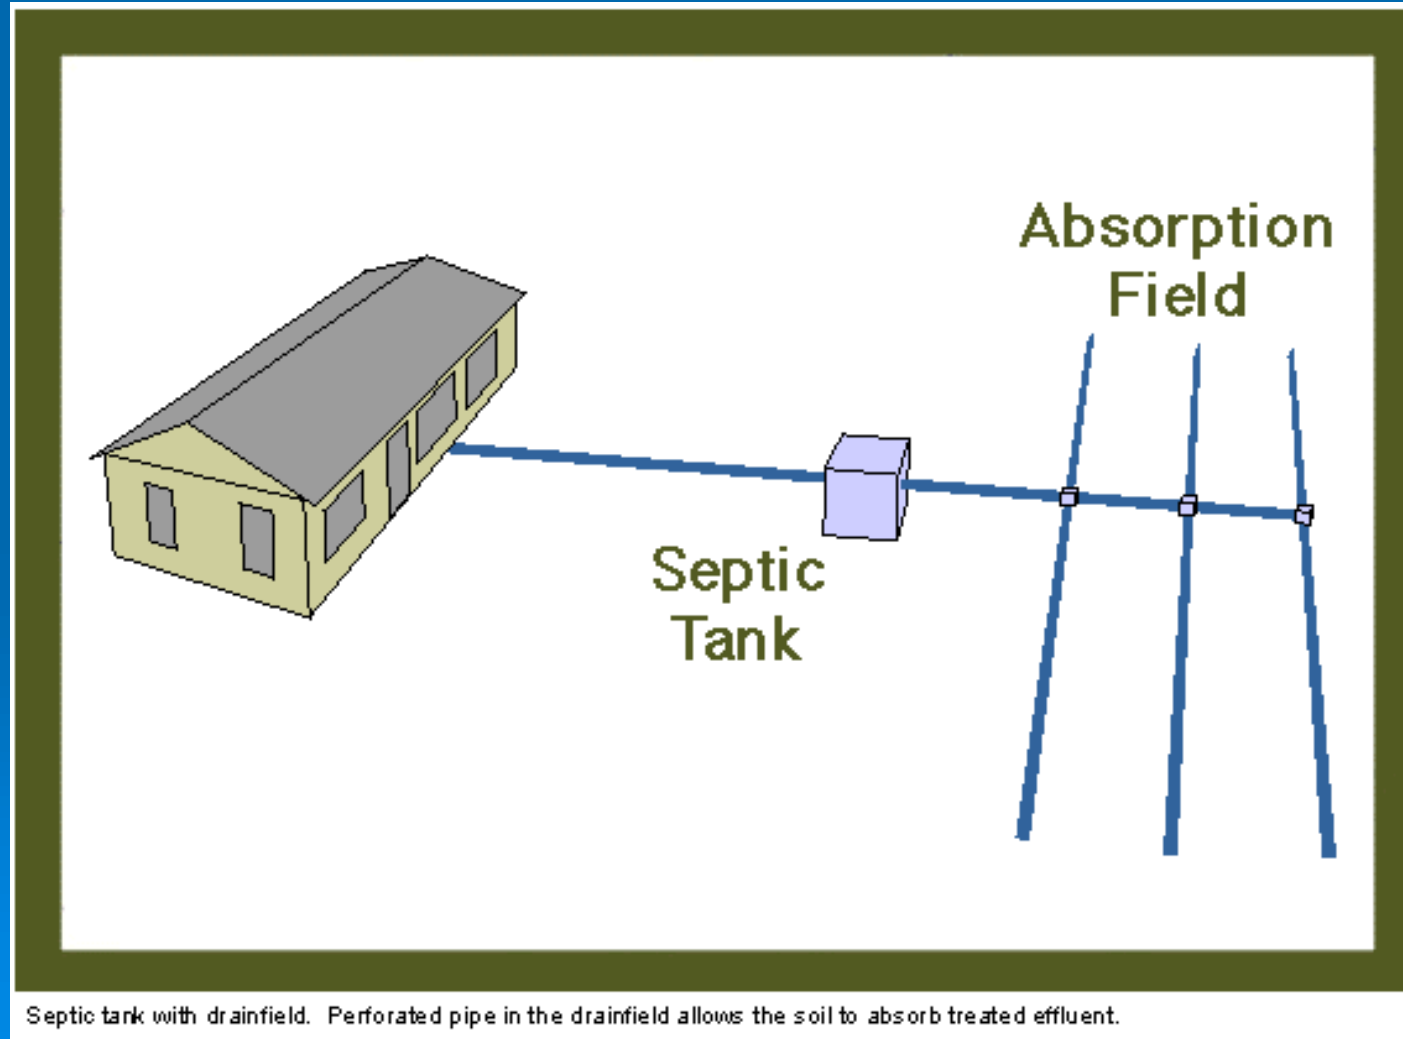 Absorption
Field
Septic
Tank
Septic tank with drainfield. Perforated pipe in the drainfield allows the soil to absorb treated effluent.